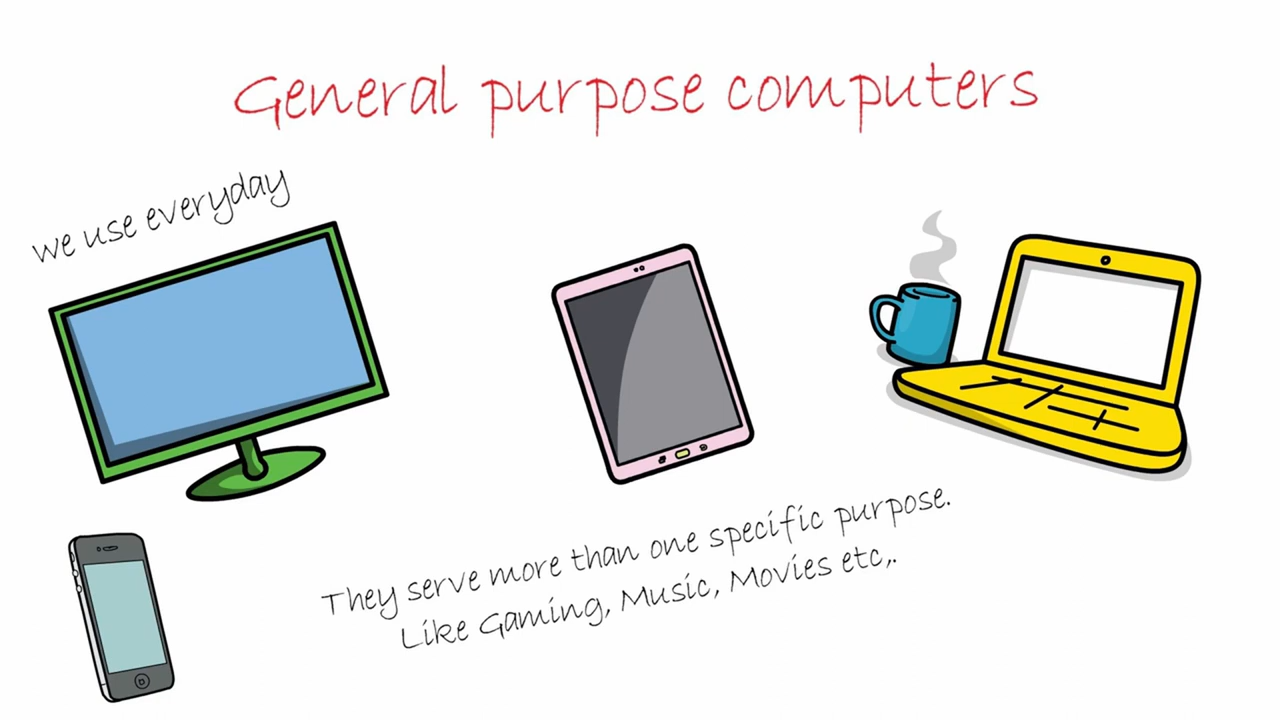 General purpose computers
we use everyday
They serve more than one specific purpose.
Like Gaming, Music, Movies etc,.